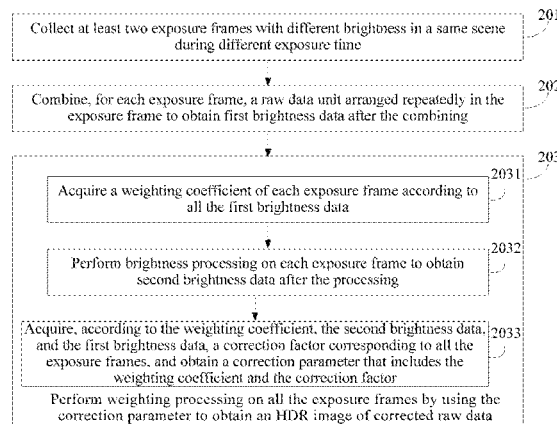 201
Collect at least two exposure frames with different brightness in a same scene
during different exposure time
Combine, for each exposure frame, a raw data unit arranged repeatedly in the
exposure frame to obtain first brightness data after the combining
2031
Acquire a weighting coefficient of each exposure frame according to
all the first brightness data
2032
Perform brightness processing on each exposure frame to obtain
second brightness data after the processing
2033
Acquire, according to the weighting coefficient, the second brightness data,
and the first brightness data, a correction factor corresponding to all the
exposure frames, and obtain a correction parameter that includes the
weighting coefficient and the correction factor
Perform weighting processing on all the exposure frames by using the
correction parameter to obtain an HDR image of corrected raw data